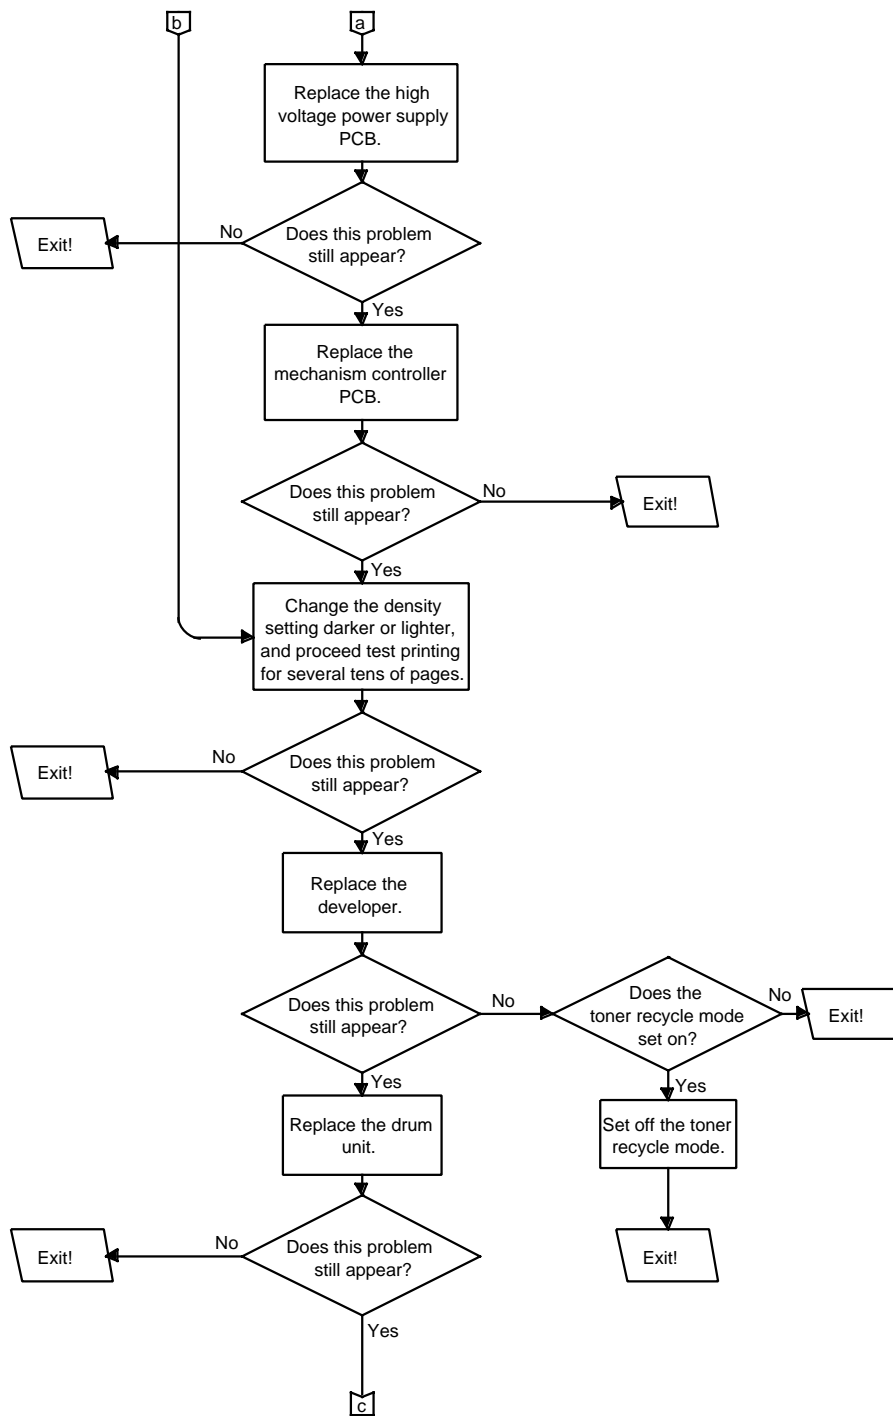 b
a
Replace the high
voltage power supply
PCB.
Does this problem
still appear?
No
Exit!
Yes
Replace the
mechanism controller
PCB.
Does this problem
still appear?
No
Exit!
Yes
Change the density
setting darker or lighter,
and proceed test printing
for several tens of pages.
Does this problem
still appear?
No
Exit!
Yes
Replace the
developer.
Does this problem
still appear?
No
Does the
toner recycle mode
set on?
No
Exit!
Yes
Set off the toner
recycle mode.
Exit!
Yes
Replace the drum
unit.
Does this problem
still appear?
No
Exit!
Yes
c